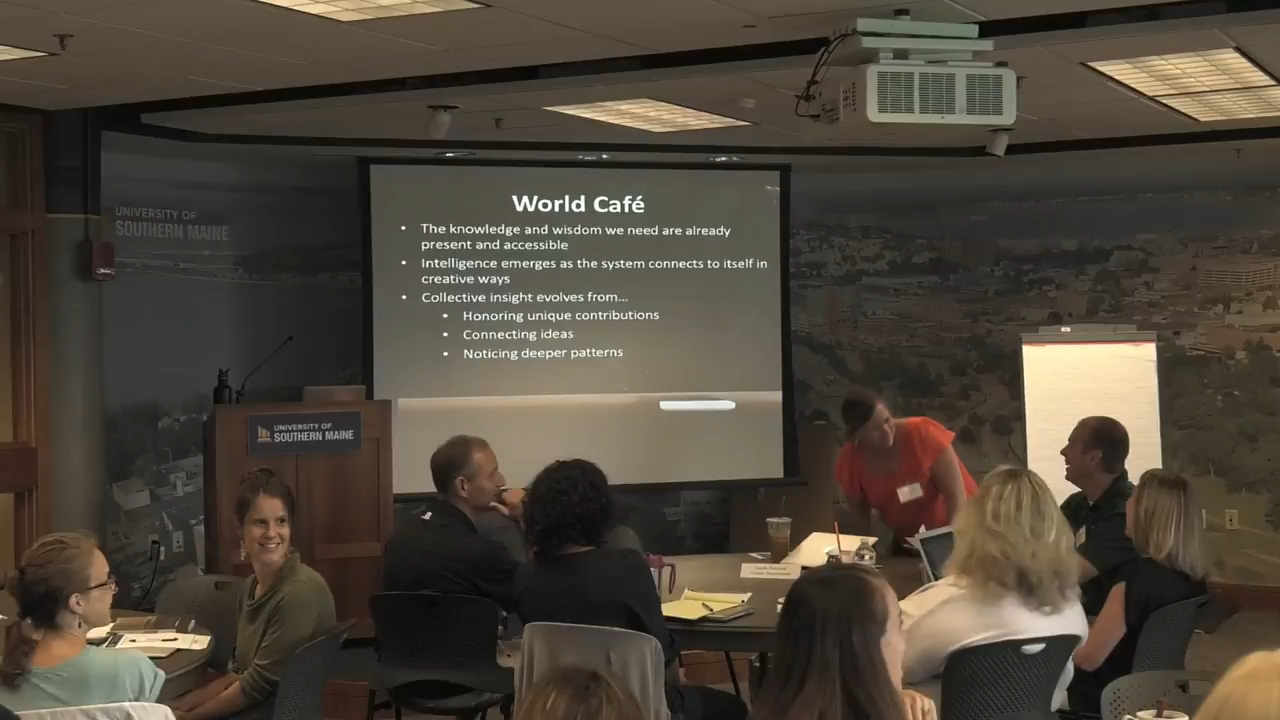 UNIVERSITY OF
SOUTHERN MAINE
World Café
• The knowledge and wisdom we need are already
present and accessible
• Intelligence emerges as the system connects to itself in
creative ways
• Collective insight evolves from...
• Honoring unique contributions
• Connecting ideas
• Noticing deeper patterns
UNIVERSITY OF
SOUTHERN MAINE